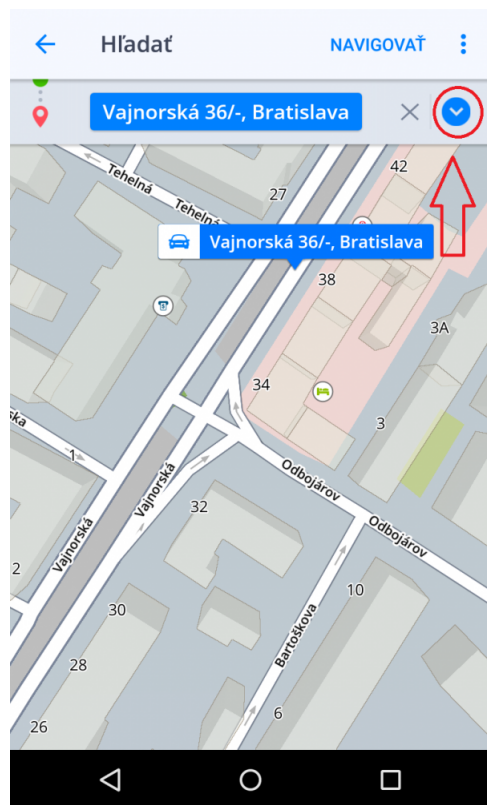 Hľadať
NAVIGOVAŤ
Vajnorská 36/-, Bratislava
42
Tehelná
27
Tehelná
Vajnorská 36/-, Bratislava
38
3A
34
3
ska
1
Odbojárov
Vajnorská
32
Odbojárov
Vajnorská
2
10
30
Bartoškova
28
6
26